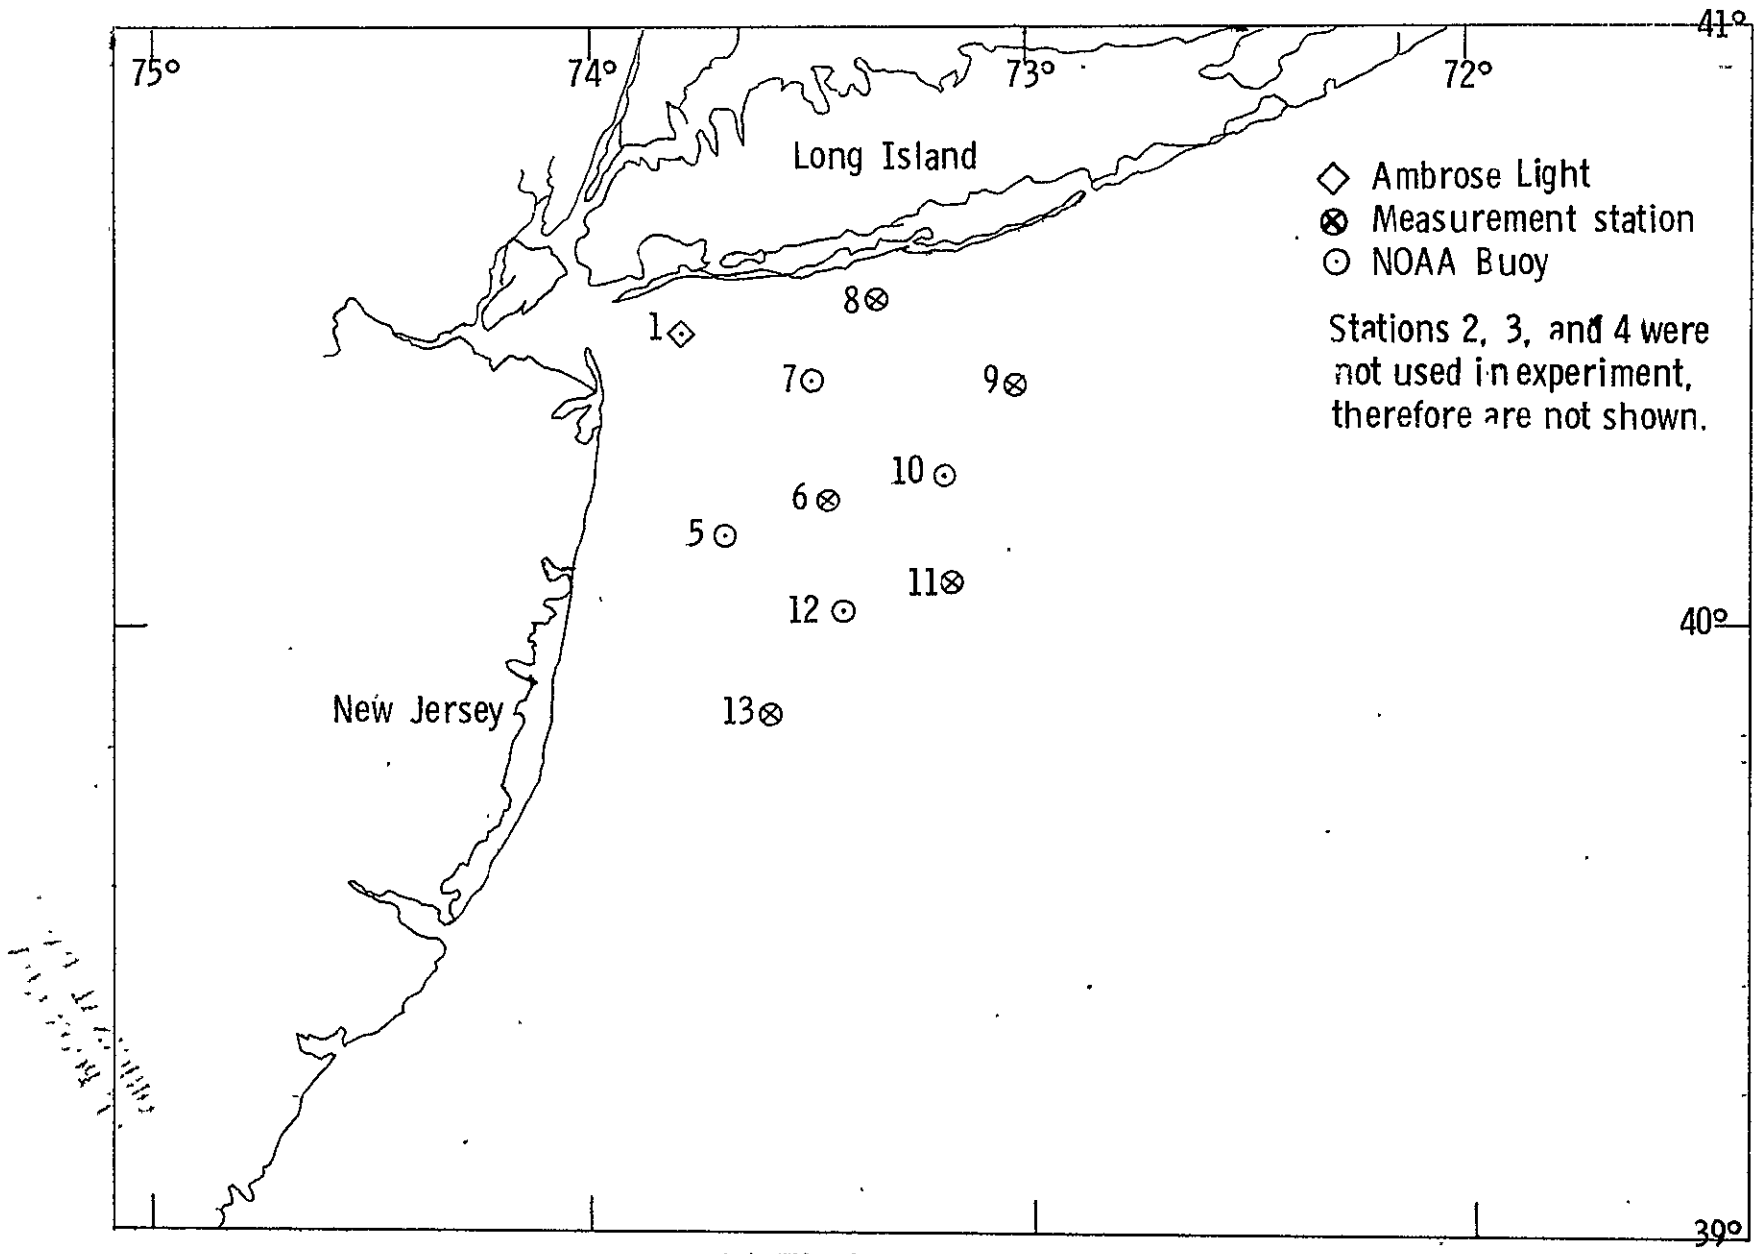 41°
75°
74°
73°
72°
Long Island
Ambrose Light
Measurement station
NOAA Buoy
8
1
Stations 2, 3, and 4 were
not used in experiment,
therefore are not shown.
7
9
10
6
5
11
12
40°
New Jersey
13
39°